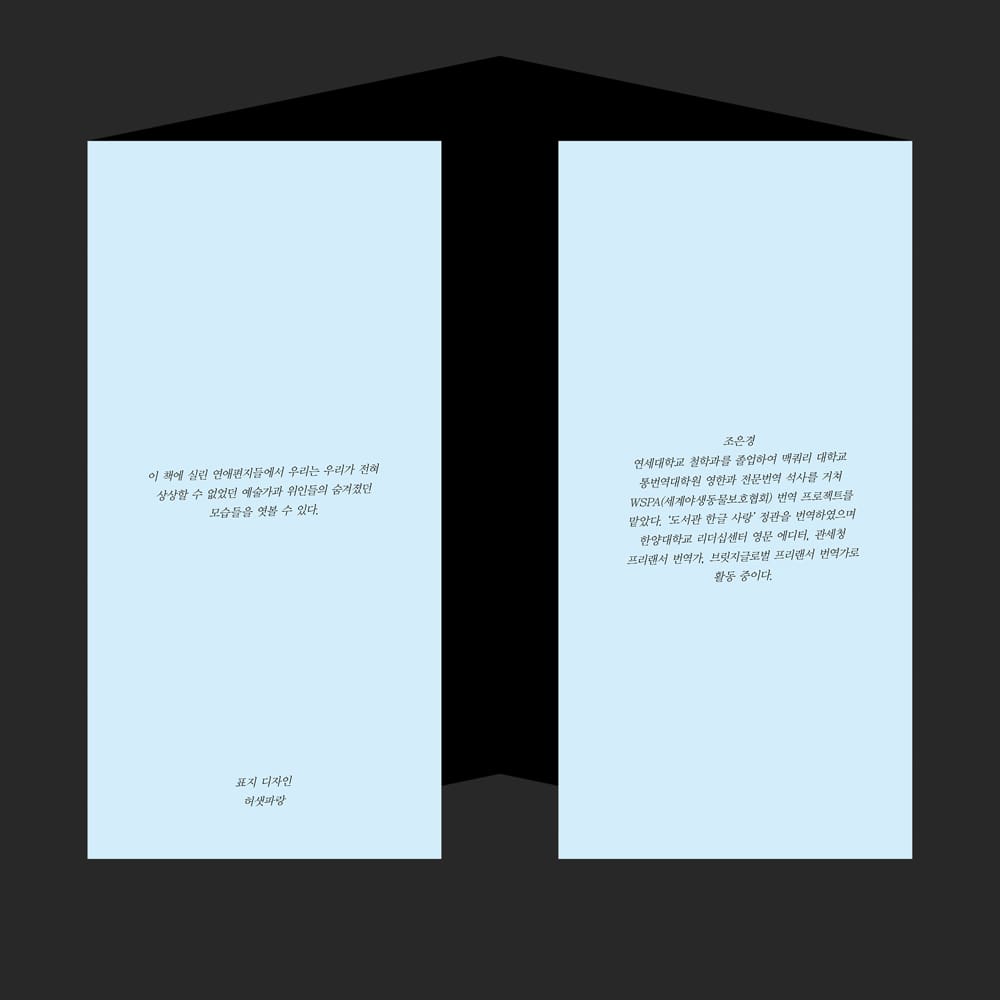 이 책에 실린 연애편지들에서 우리는 우리가 전혀
상상할 수 없었던 예술가과 위인들의 숨겨졌던
모습들을 엿볼 수 있다.
표지 디자인
허샛파랑
조은경
연세대학교 철학과를 졸업하여 맥쿼리 대학교
통번역대학원 영한과 전문번역 석사를 거쳐
WSPA(세계야생동물보호협회) 번역 프로젝트를
맡았다. '도서관 한글 사랑' 정관을 번역하였으며
한양대학교 리더십센터 영문 에디터, 관세청
프리랜서 번역가, 브릿지글로벌 프리랜서 번역가로
활동 중이다.